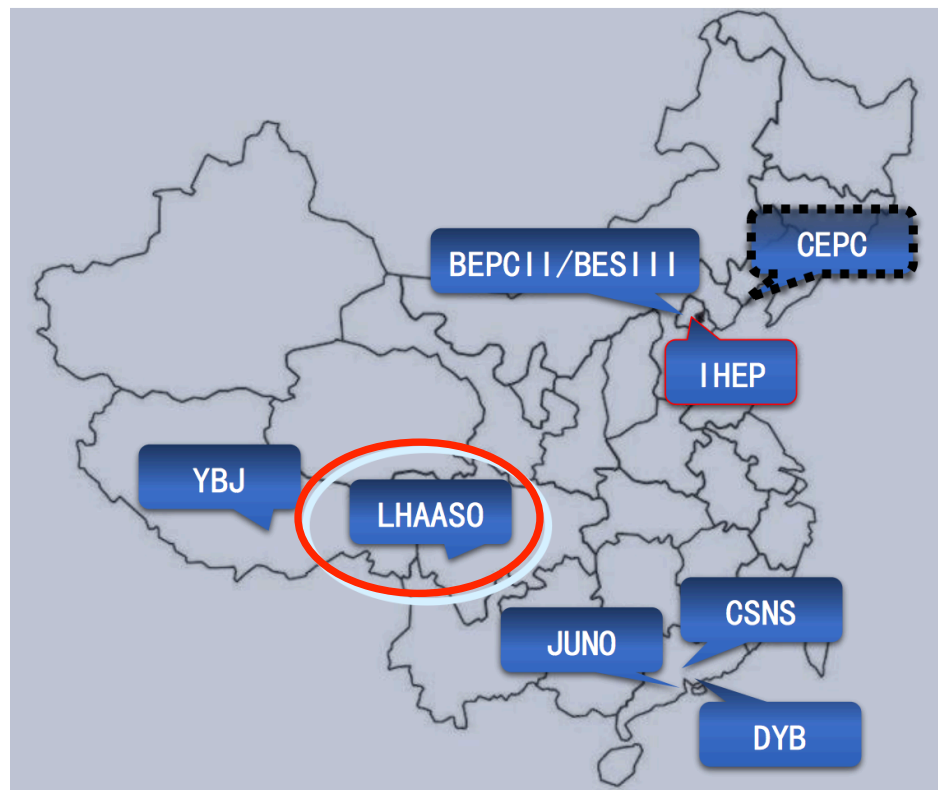 CEPC
BEPCII/BESIII
IHEP
YBJ
LHAASO
CSNS
JUNO
DYB